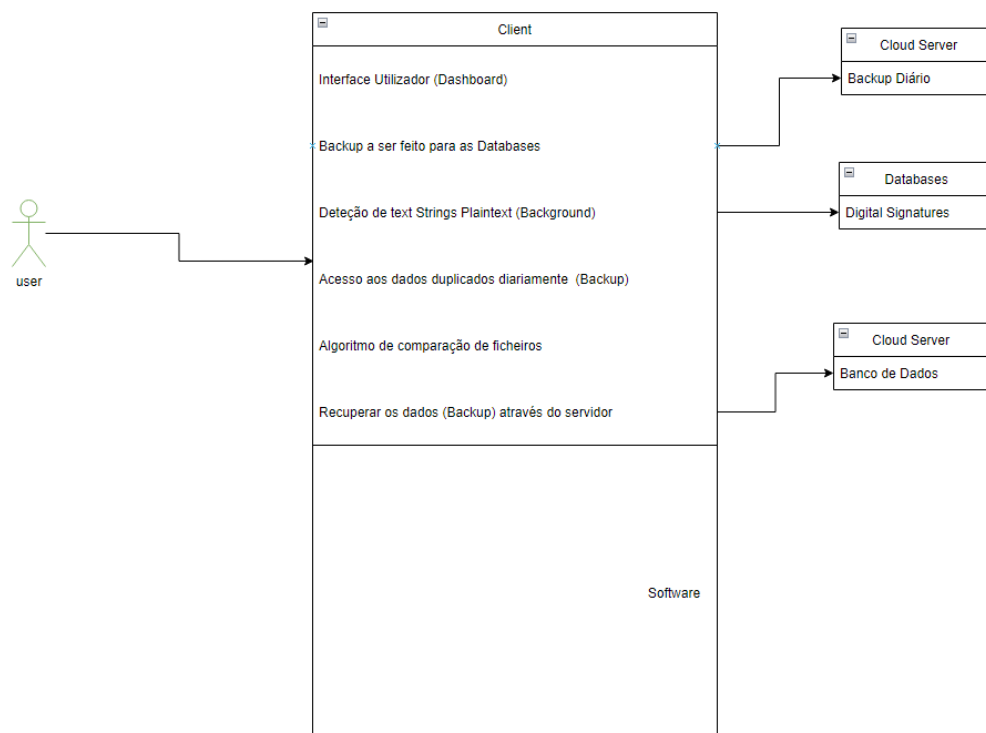 Client
Interface Utilizador (Dashboard)
Backup a ser feito para as Databases
Deteção de text Strings Plaintext (Background)
Acesso aos dados duplicados diariamente (Backup)
Algoritmo de comparação de ficheiros
Recuperar os dados (Backup) através do servidor
Software
user
Cloud Server
Backup Diário
Databases
Digital Signatures
Cloud Server
Banco de Dados